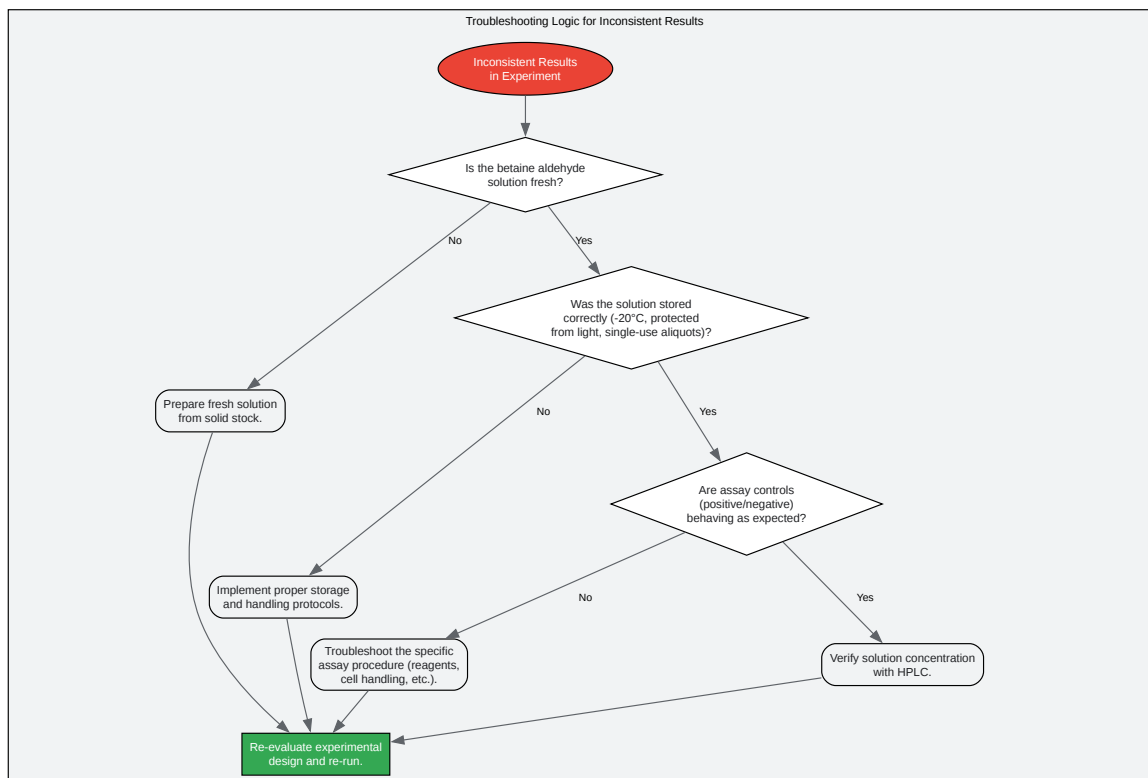 Troubleshooting Logic for Inconsistent Results
Inconsistent Results
in Experiment
Is the betaine aldehyde
solution fresh?
No
Yes
Was the solution stored
correctly (-20°C, protected
from light, single-use aliquots)?
Prepare fresh solution
from solid stock.
No
Yes
Are assay controls
(positive/negative)
behaving as expected?
Implement proper storage
and handling protocols.
No
Yes
Troubleshoot the specific
assay procedure (reagents,
cell handling, etc.).
Verify solution concentration
with HPLC.
Re-evaluate experimental
design and re-run.